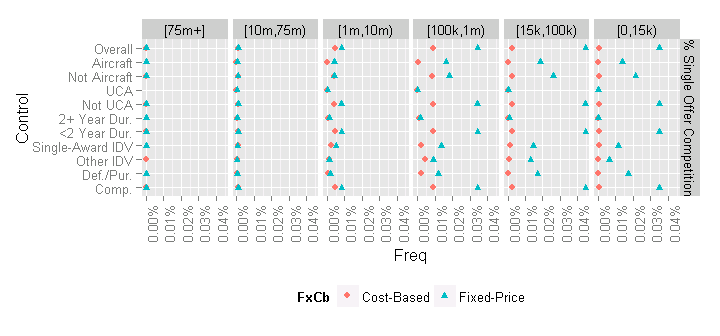 [75m+] [10m,75m) [1m,10m) [100k,1m) [15k,100k) [0,15k)
Overall
Aircraft
Not Aircraft
UCA
Not UCA
2+ Year Dur.
<2 Year Dur.
Single-Award IDV
Other IDV
Def./Pur.
Comp.
Control
% Single Offer Competition
0.00% 0.01% 0.02% 0.03% 0.04% 0.00% 0.01% 0.02% 0.03% 0.04% 0.00% 0.01% 0.02% 0.03% 0.04% 0.00% 0.01% 0.02% 0.03% 0.04% 0.00% 0.01% 0.02% 0.03% 0.04% 0.00% 0.01% 0.02% 0.03% 0.04%
Freq
FxCb Cost-Based Fixed-Price